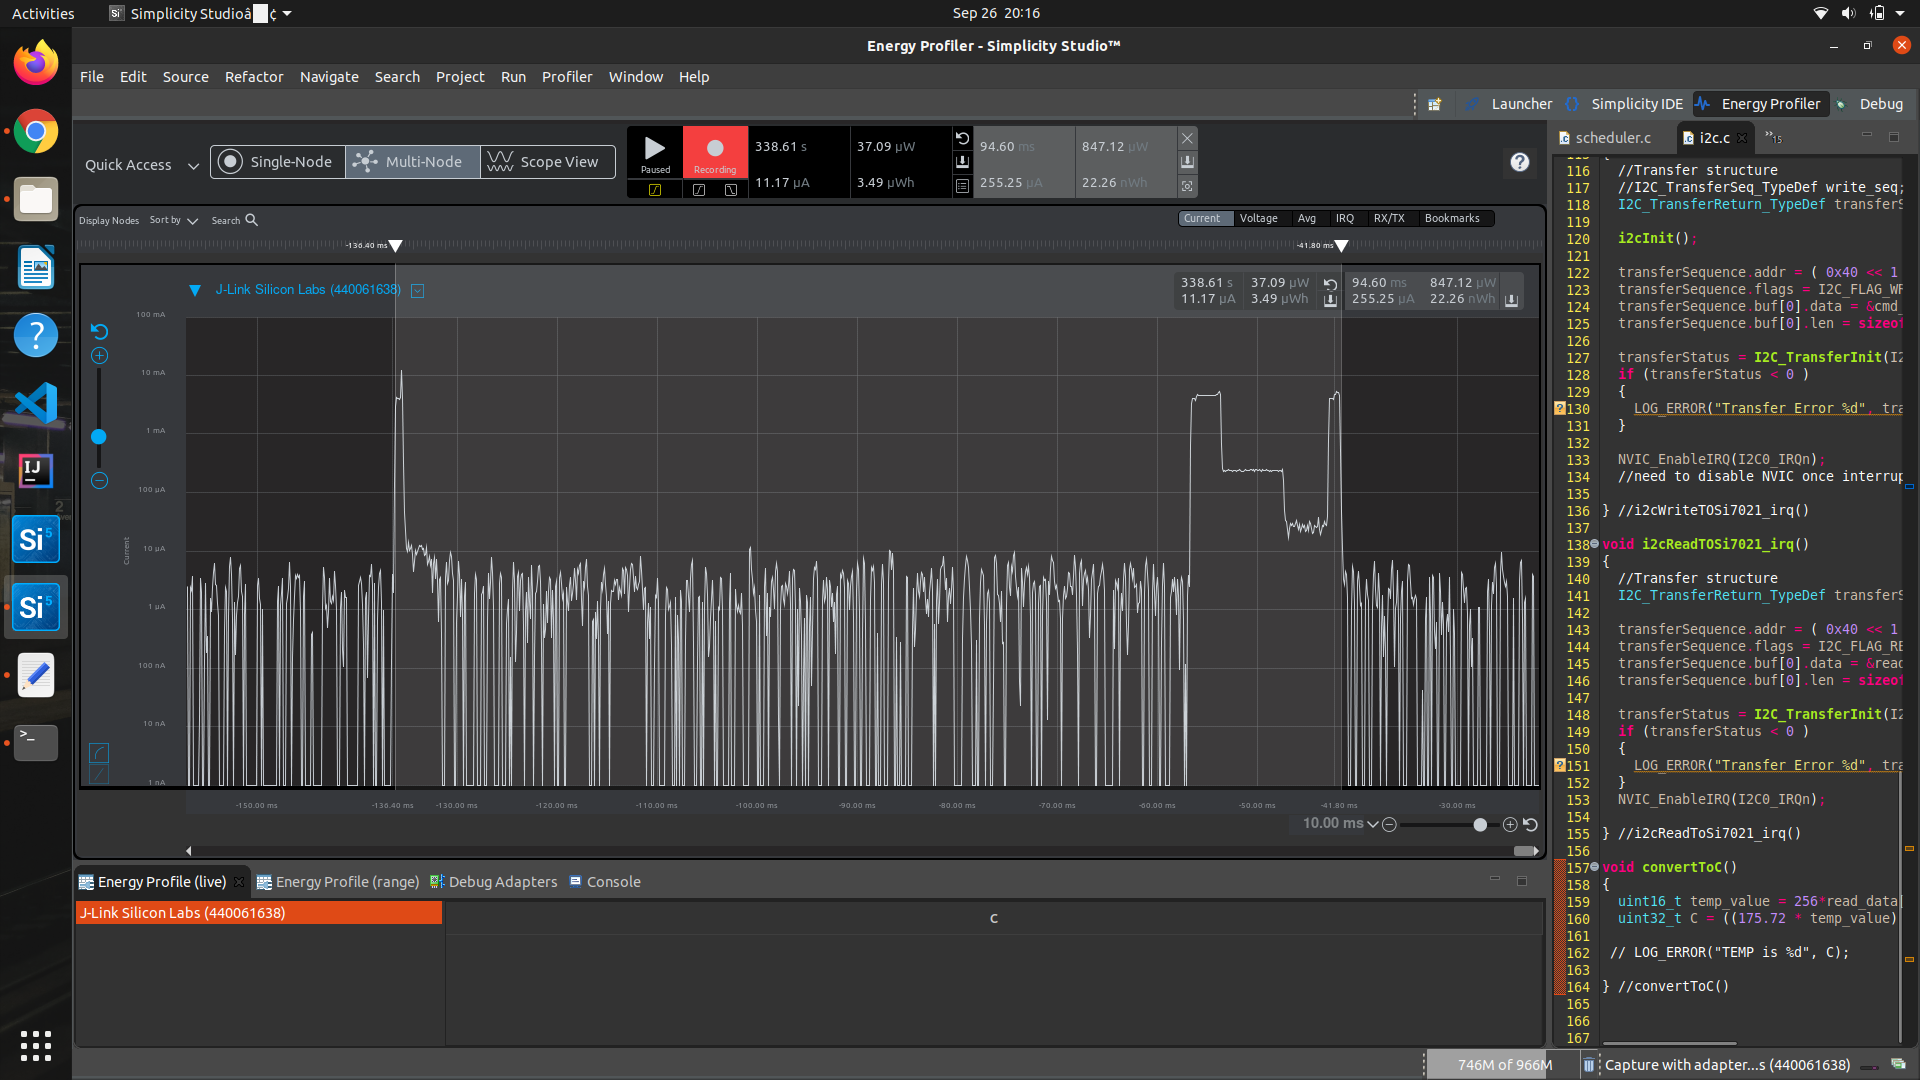 Activities
Simplicity Studioâ ¢
Sep 26 20:16
Energy Profiler - Simplicity Studio™
File Edit Source Refactor Navigate Search Project Run Profiler Window Help
Launcher Simplicity IDE Energy Profiler Debug
Quick Access
Single-Node Multi-Node Scope View
Paused Recording
338.61 s 37.09 µW
11.17 µA 3.49 µWh
94.60 ms 847.12 µW
255.25 µA 22.26 nWh
Display Nodes Sort by Search
Current Voltage Avg IRQ RX/TX Bookmarks
-136.40 ms -41.80 ms
J-Link Silicon Labs (440061638)
338.61 s 37.09 µW 94.60 ms 847.12 µW
11.17 µA 3.49 µWh 255.25 µA 22.26 nWh
100 mA
10 mA
1 mA
100 µA
10 µA
1 µA
100 nA
10 nA
1 nA
Current
-150.00 ms -136.40 ms -130.00 ms -120.00 ms -110.00 ms -100.00 ms -90.00 ms -80.00 ms -70.00 ms -60.00 ms -50.00 ms -41.80 ms -30.00 ms
10.00 ms
Energy Profile (live) Energy Profile (range) Debug Adapters Console
J-Link Silicon Labs (440061638)
C
scheduler.c i2c.c »15
116 //Transfer structure
117 //I2C_TransferSeq_TypeDef write_seq;
118 I2C_TransferReturn_TypeDef transferS
119
120 i2cInit();
121
122 transferSequence.addr = ( 0x40 << 1
123 transferSequence.flags = I2C_FLAG_WR
124 transferSequence.buf[0].data = &cmd_
125 transferSequence.buf[0].len = sizeof
126
127 transferStatus = I2C_TransferInit(I2
128 if (transferStatus < 0 )
129 {
130 LOG_ERROR("Transfer Error %d", tra
131 }
132
133 NVIC_EnableIRQ(I2C0_IRQn);
134 //need to disable NVIC once interrup
135
136 } //i2cWriteTOSi7021_irq()
137
138 void i2cReadTOSi7021_irq()
139 {
140 //Transfer structure
141 I2C_TransferReturn_TypeDef transferS
142
143 transferSequence.addr = ( 0x40 << 1
144 transferSequence.flags = I2C_FLAG_RE
145 transferSequence.buf[0].data = &read
146 transferSequence.buf[0].len = sizeof
147
148 transferStatus = I2C_TransferInit(I2
149 if (transferStatus < 0 )
150 {
151 LOG_ERROR("Transfer Error %d", tra
152 }
153 NVIC_EnableIRQ(I2C0_IRQn);
154
155 } //i2cReadToSi7021_irq()
156
157 void convertToC()
158 {
159 uint16_t temp_value = 256*read_data[
160 uint32_t C = ((175.72 * temp_value)
161
162 // LOG_ERROR("TEMP is %d", C);
163
164 } //convertToC()
165
166
167
746M of 966M
Capture with adapter...s (440061638)